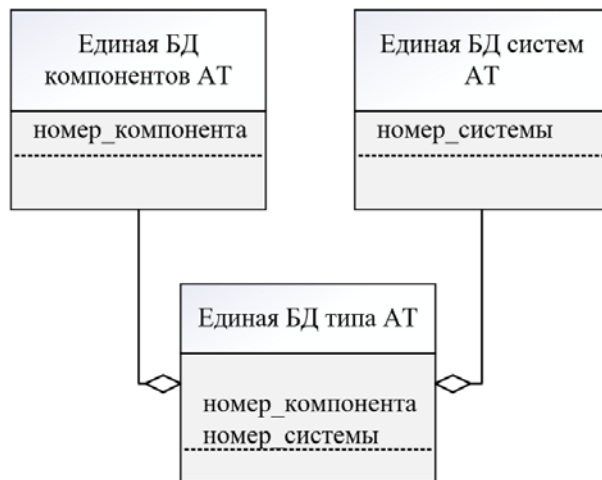 Единая БД
компонентов АТ
номер_компонента
Единая БД систем
АТ
номер_системы
Единая БД типа АТ
номер_компонента
номер_системы